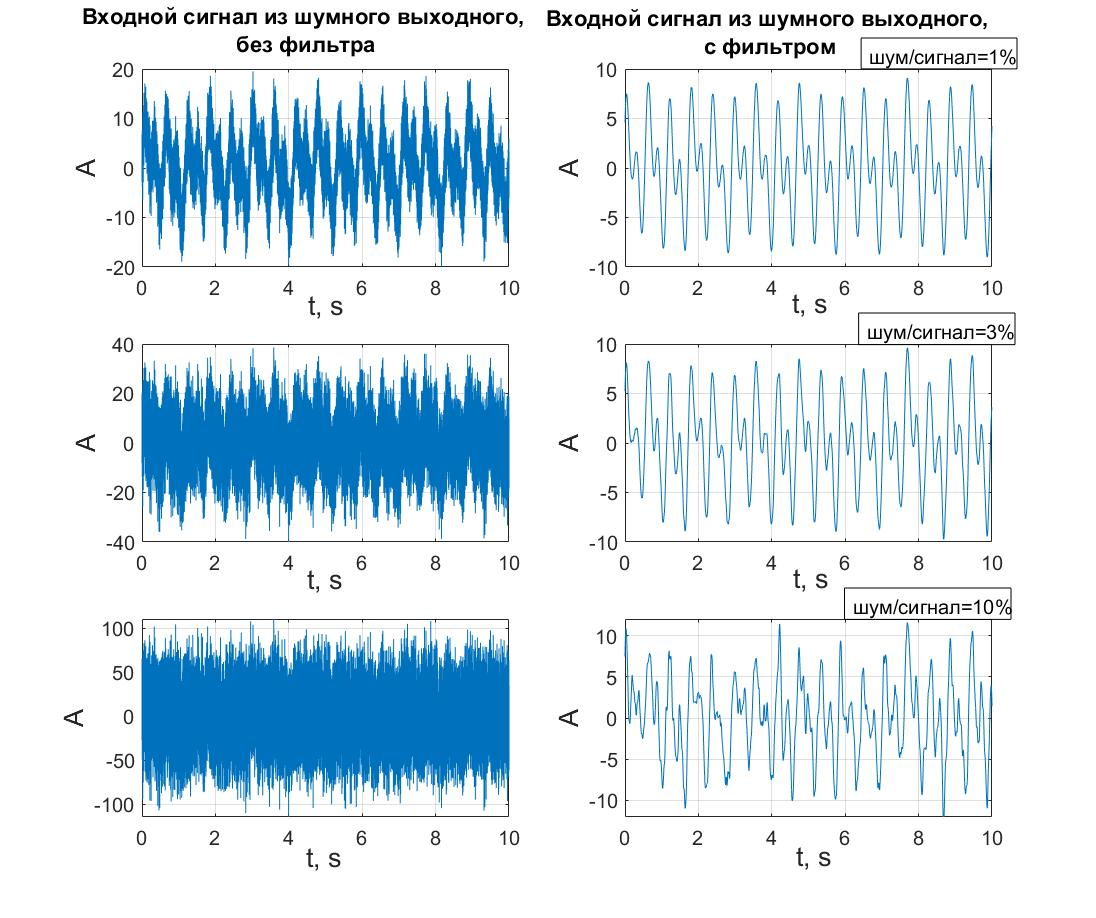 Входной сигнал из шумного выходного,
без фильтра
Входной сигнал из шумного выходного,
с фильтром
шум/сигнал=1%
20
10
0
-10
-20
A
0 2 4 6 8 10
t, s
10
5
0
-5
-10
A
0 2 4 6 8 10
t, s
шум/сигнал=3%
40
20
0
-20
-40
A
0 2 4 6 8 10
t, s
10
5
0
-5
-10
A
0 2 4 6 8 10
t, s
шум/сигнал=10%
100
50
0
-50
-100
A
0 2 4 6 8 10
t, s
10
5
0
-5
-10
A
0 2 4 6 8 10
t, s